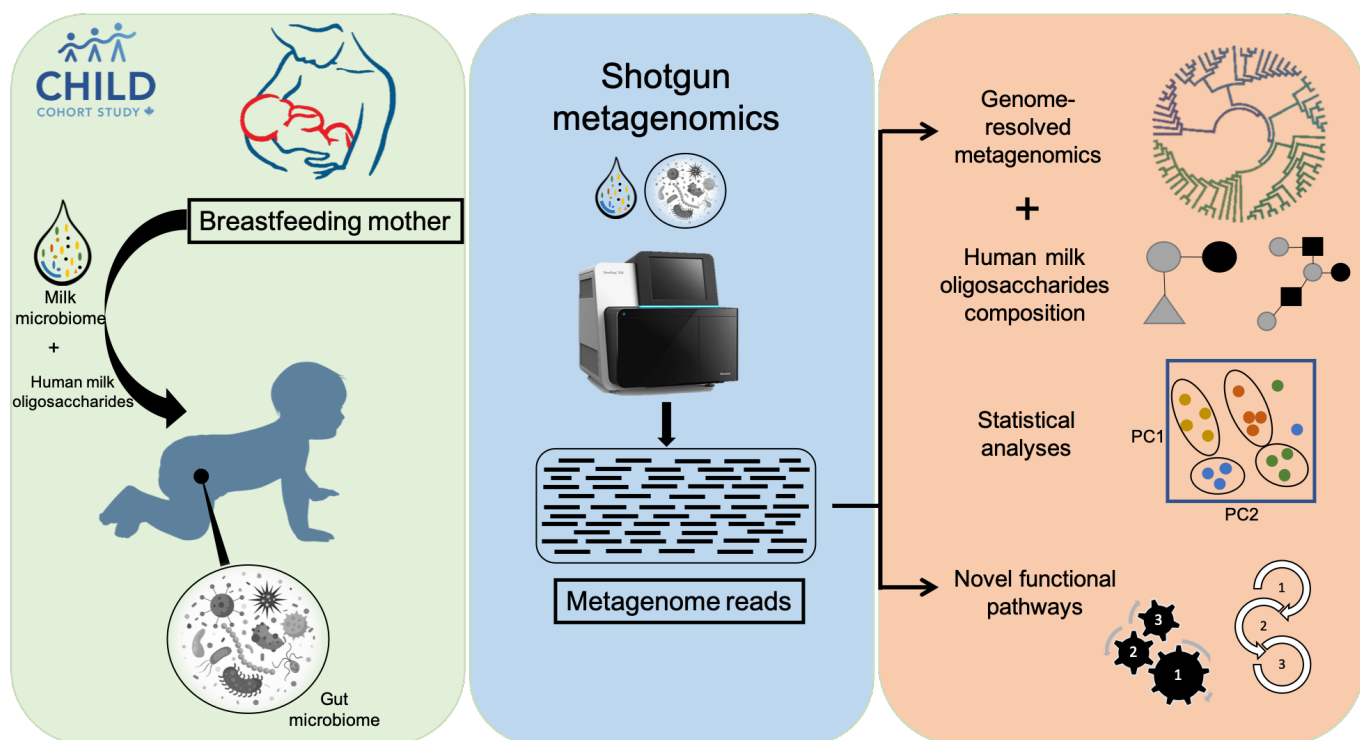 CHILD
COHORT STUDY
Breastfeeding mother
Milk
microbiome
+
Human milk
oligosaccharides
Gut
microbiome
Shotgun
metagenomics
Metagenome reads
Genome-
resolved
metagenomics
+
Human milk
oligosaccharides
composition
Statistical
analyses
PC1
PC2
Novel functional
pathways
3
2
1
1
2
3